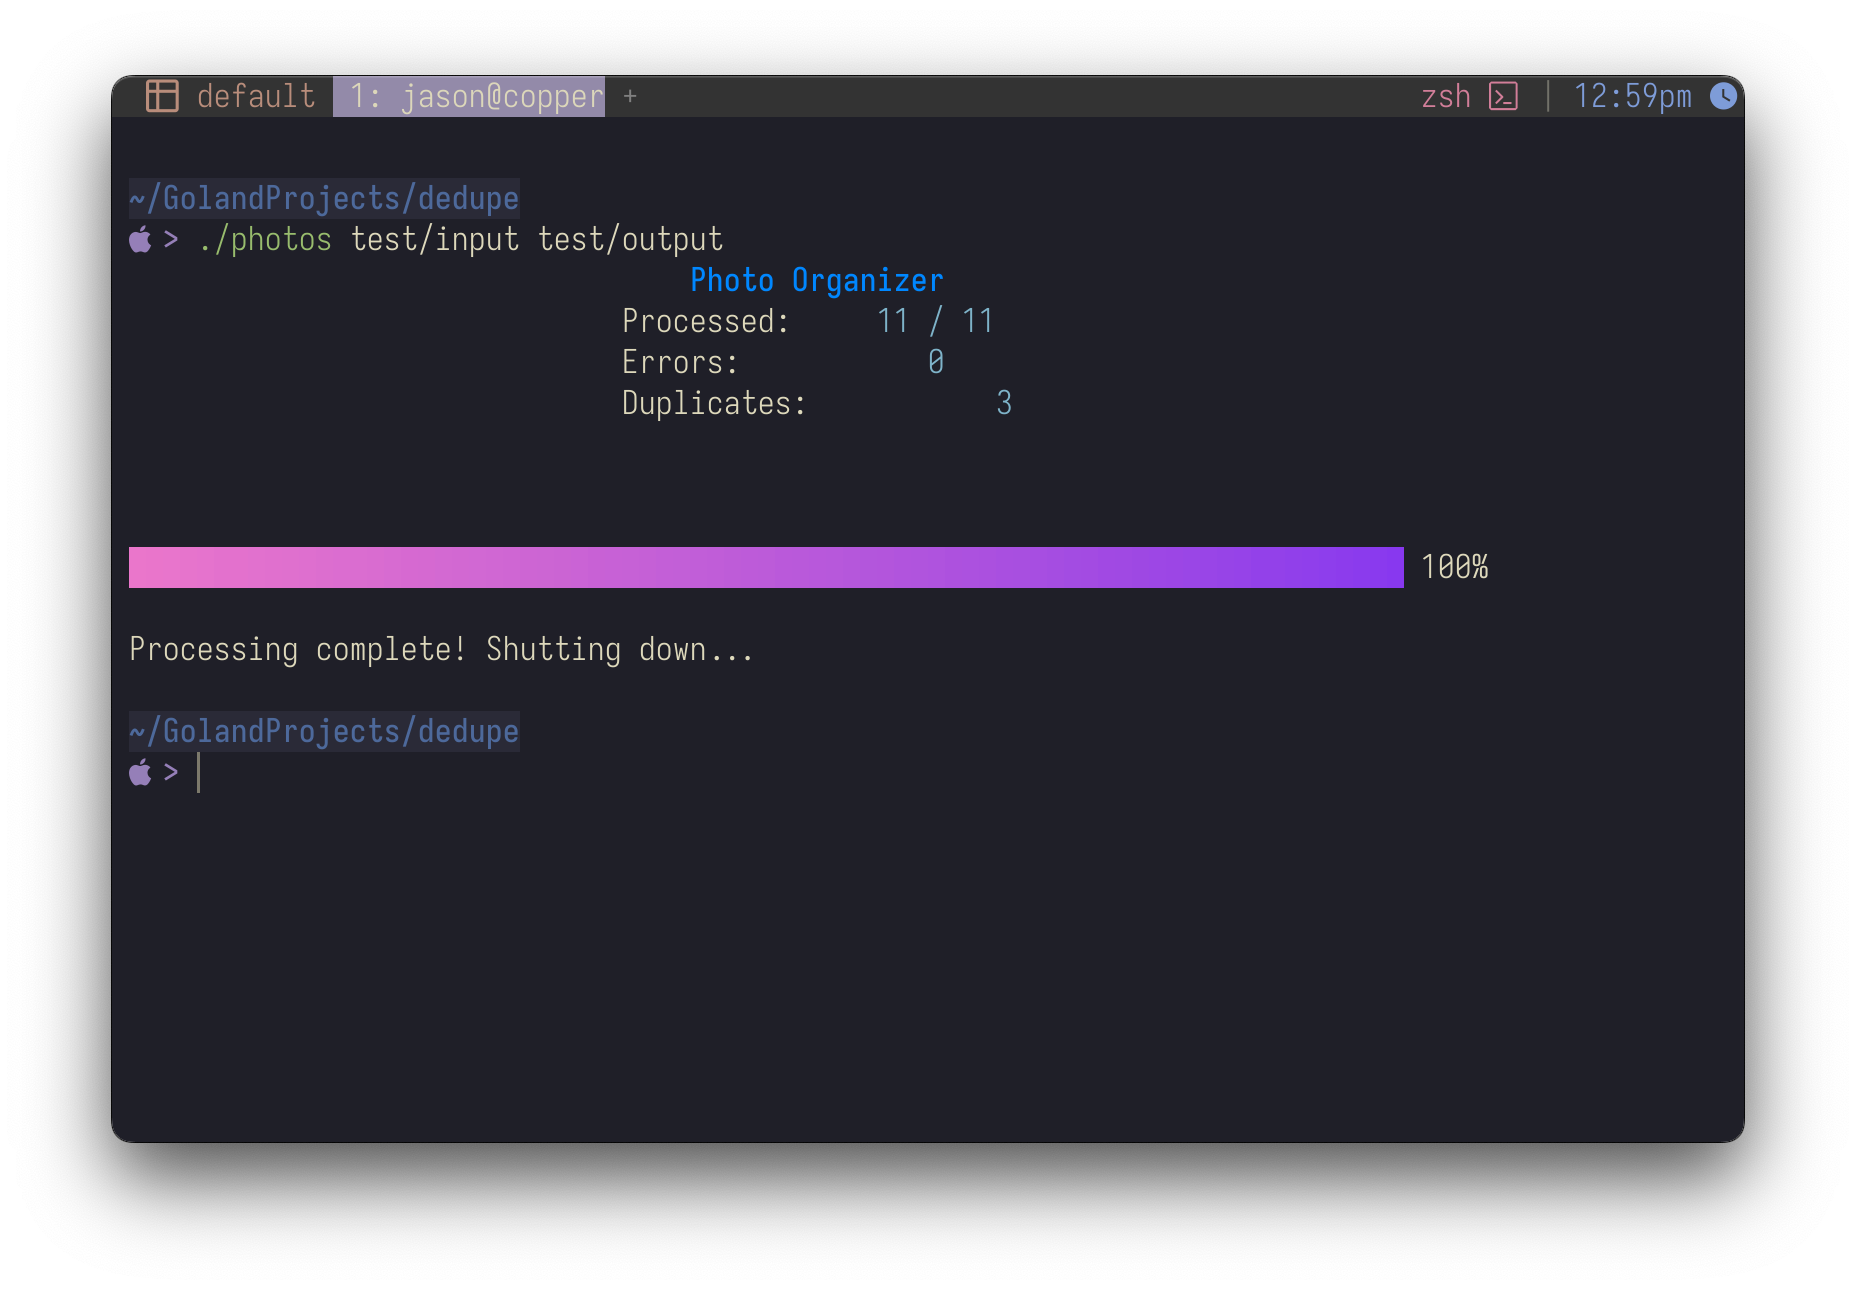 default 1: jason@copper + zsh | 12:59pm
~/GolandProjects/dedupe
> ./photos test/input test/output
Photo Organizer
Processed: 11 / 11
Errors: 0
Duplicates: 3
100%
Processing complete! Shutting down...
~/GolandProjects/dedupe
>